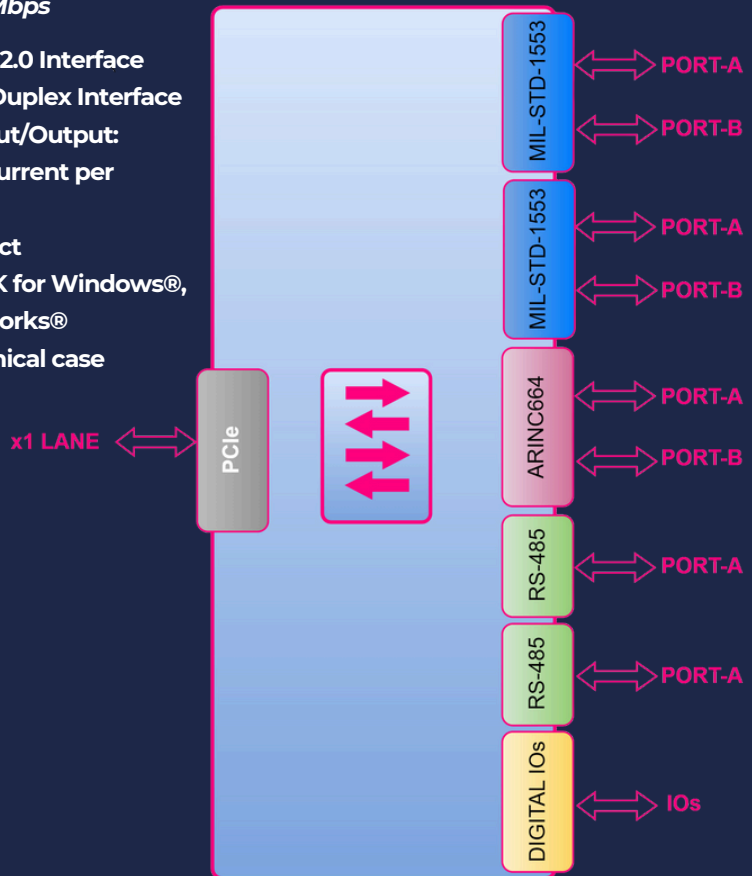 Mbps
2.0 Interface
Duplex Interface
ut/Output:
urrent per
ct
K for Windows®,
orks®
nical case
x1 LANE
PCIe
MIL-STD-1553
PORT-A
PORT-B
MIL-STD-1553
PORT-A
PORT-B
ARINC664
PORT-A
PORT-B
RS-485
PORT-A
RS-485
PORT-A
DIGITAL IOs
IOs